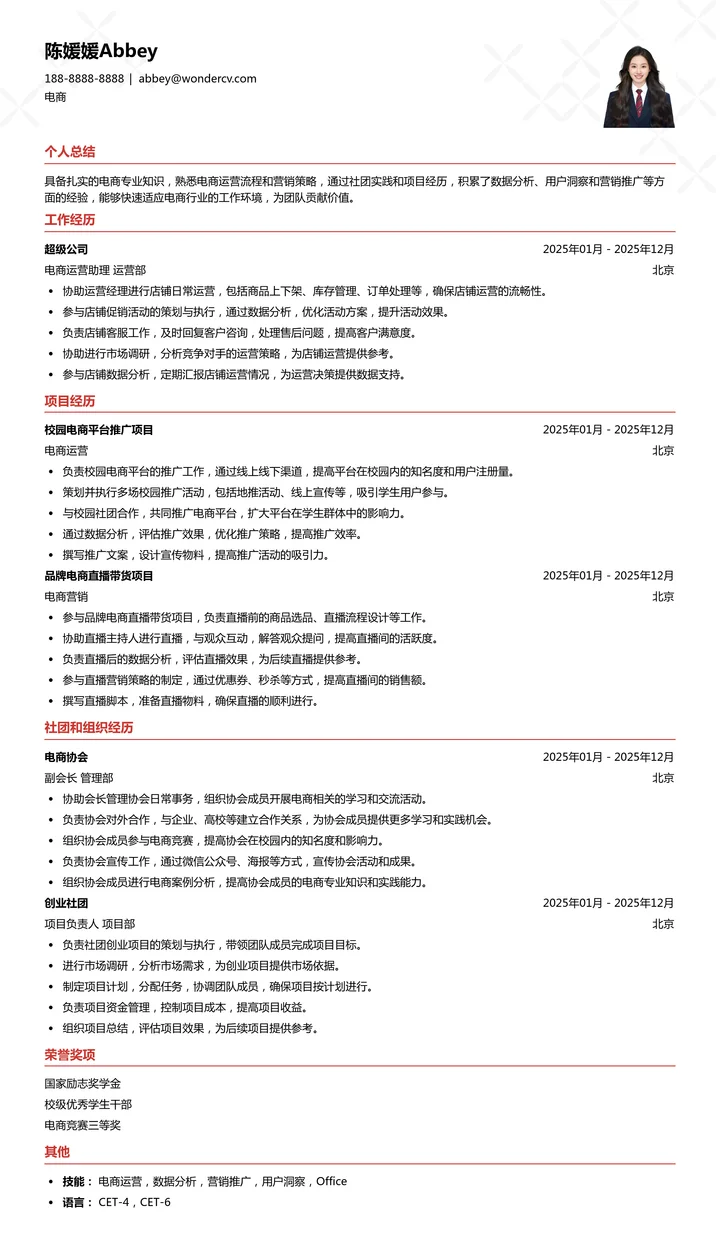 陈媛媛Abbey
188-8888-8888 | abbey@wondercv.com
电商
个人总结
具备扎实的电商专业知识，熟悉电商运营流程和营销策略，通过社团实践和项目经历，积累了数据分析、用户洞察和营销推广等方
面的经验，能够快速适应电商行业的工作环境，为团队贡献价值。
工作经历
超级公司 2025年01月 - 2025年12月
电商运营助理 运营部 北京
• 协助运营经理进行店铺日常运营，包括商品上下架、库存管理、订单处理等，确保店铺运营的流畅性。
• 参与店铺促销活动的策划与执行，通过数据分析，优化活动方案，提升活动效果。
• 负责店铺客服工作，及时回复客户咨询，处理售后问题，提高客户满意度。
• 协助进行市场调研，分析竞争对手的运营策略，为店铺运营提供参考。
• 参与店铺数据分析，定期汇报店铺运营情况，为运营决策提供数据支持。
项目经历
校园电商平台推广项目 2025年01月 - 2025年12月
电商运营 北京
• 负责校园电商平台的推广工作，通过线上线下渠道，提高平台在校园内的知名度和用户注册量。
• 策划并执行多场校园推广活动，包括地推活动、线上宣传等，吸引学生用户参与。
• 与校园社团合作，共同推广电商平台，扩大平台在学生群体中的影响力。
• 通过数据分析，评估推广效果，优化推广策略，提高推广效率。
• 撰写推广文案，设计宣传物料，提高推广活动的吸引力。
品牌电商直播带货项目 2025年01月 - 2025年12月
电商营销 北京
• 参与品牌电商直播带货项目，负责直播前的商品选品、直播流程设计等工作。
• 协助直播主持人进行直播，与观众互动，解答观众提问，提高直播间的活跃度。
• 负责直播后的数据分析，评估直播效果，为后续直播提供参考。
• 参与直播营销策略的制定，通过优惠券、秒杀等方式，提高直播间的销售额。
• 撰写直播脚本，准备直播物料，确保直播的顺利进行。
社团和组织经历
电商协会 2025年01月 - 2025年12月
副会长 管理部 北京
• 协助会长管理协会日常事务，组织协会成员开展电商相关的学习和交流活动。
• 负责协会对外合作，与企业、高校等建立合作关系，为协会成员提供更多学习和实践机会。
• 组织协会成员参与电商竞赛，提高协会在校园内的知名度和影响力。
• 负责协会宣传工作，通过微信公众号、海报等方式，宣传协会活动和成果。
• 组织协会成员进行电商案例分析，提高协会成员的电商专业知识和实践能力。
创业社团 2025年01月 - 2025年12月
项目负责人 项目部 北京
• 负责社团创业项目的策划与执行，带领团队成员完成项目目标。
• 进行市场调研，分析市场需求，为创业项目提供市场依据。
• 制定项目计划，分配任务，协调团队成员，确保项目按计划进行。
• 负责项目资金管理，控制项目成本，提高项目收益。
• 组织项目总结，评估项目效果，为后续项目提供参考。
荣誉奖项
国家励志奖学金
校级优秀学生干部
电商竞赛三等奖
其他
• 技能： 电商运营，数据分析，营销推广，用户洞察，Office
• 语言： CET-4，CET-6